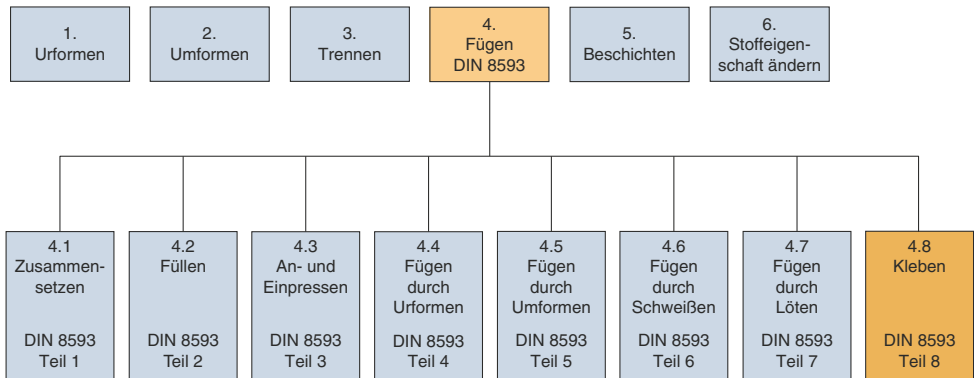 1.
Urformen
2.
Umformen
3.
Trennen
4.
Fügen
DIN 8593
5.
Beschichten
6.
Stoffeigen-
schaft ändern
4.1
Zusammen-
setzen
DIN 8593
Teil 1
4.2
Füllen
DIN 8593
Teil 2
4.3
An- und
Einpressen
DIN 8593
Teil 3
4.4
Fügen
durch
Urformen
DIN 8593
Teil 4
4.5
Fügen
durch
Umformen
DIN 8593
Teil 5
4.6
Fügen
durch
Schweißen
DIN 8593
Teil 6
4.7
Fügen
durch
Löten
DIN 8593
Teil 7
4.8
Kleben
DIN 8593
Teil 8